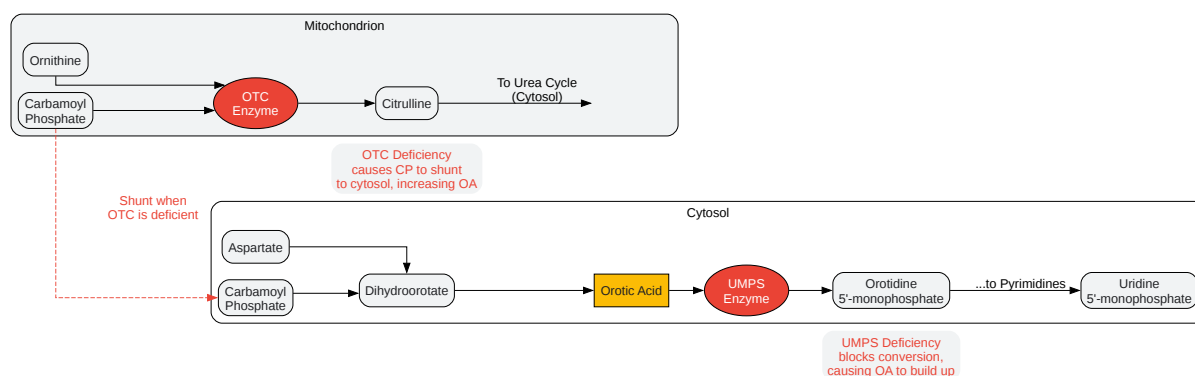 Mitochondrion
Ornithine
Carbamoyl
Phosphate
OTC
Enzyme
Citrulline
To Urea Cycle
(Cytosol)
OTC Deficiency
causes CP to shunt
to cytosol, increasing OA
Shunt when
OTC is deficient
Cytosol
Aspartate
Carbamoyl
Phosphate
Dihydroorotate
Orotic Acid
UMPS
Enzyme
Orotidine
5'-monophosphate
...to Pyrimidines
Uridine
5'-monophosphate
UMPS Deficiency
blocks conversion,
causing OA to build up